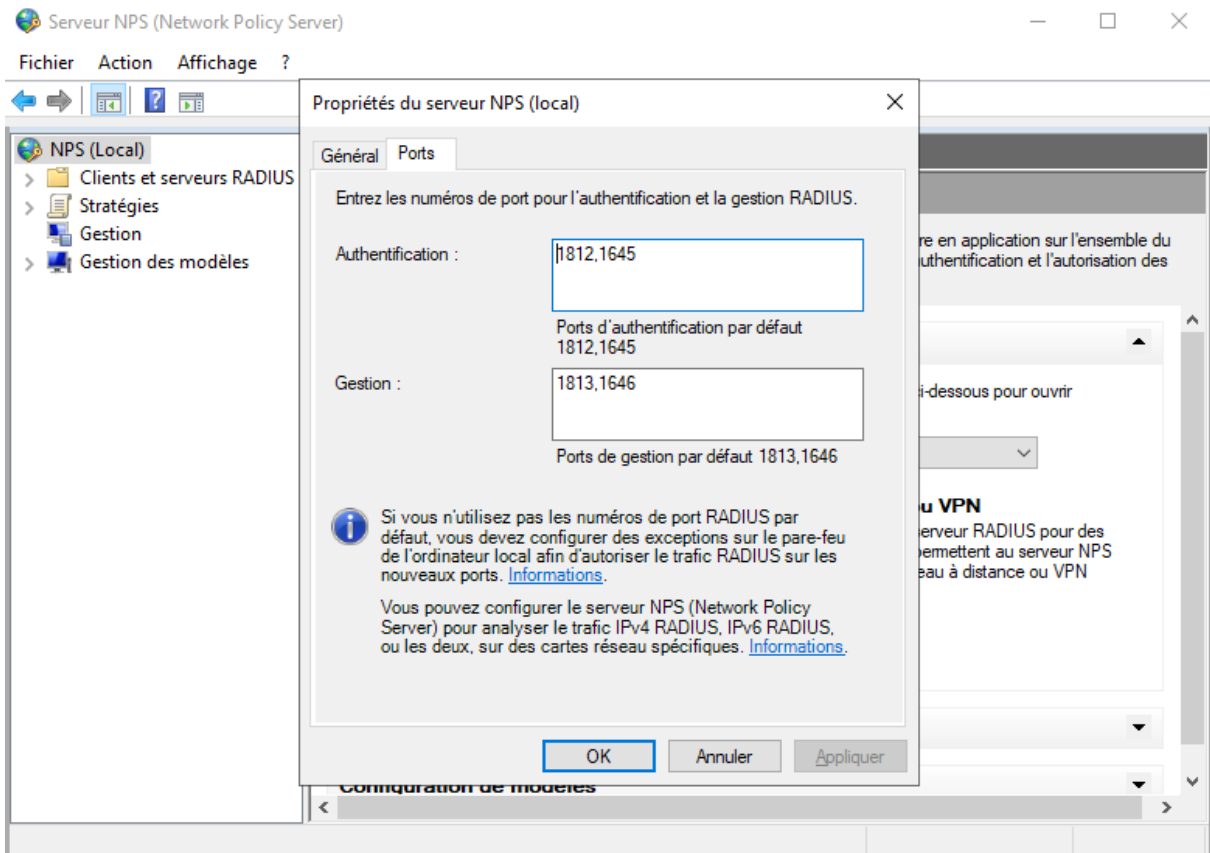 Serveur NPS (Network Policy Server)
Fichier Action Affichage ?
Propriétés du serveur NPS (local)
NPS (Local)
Clients et serveurs RADIUS
Stratégies
Gestion
Gestion des modèles
Général Ports
Entrez les numéros de port pour l'authentification et la gestion RADIUS.
Authentification :
1812,1645
Ports d'authentification par défaut
1812,1645
Gestion :
1813,1646
Ports de gestion par défaut 1813,1646
Si vous n'utilisez pas les numéros de port RADIUS par
défaut, vous devez configurer des exceptions sur le pare-feu
de l'ordinateur local afin d'autoriser le trafic RADIUS sur les
nouveaux ports. Informations.
Vous pouvez configurer le serveur NPS (Network Policy
Server) pour analyser le trafic IPv4 RADIUS, IPv6 RADIUS,
ou les deux, sur des cartes réseau spécifiques. Informations.
OK Annuler Appliquer
re en application sur l'ensemble du
uthentification et l'autorisation des
i-dessous pour ouvrir
u VPN
serveur RADIUS pour des
permettent au serveur NPS
eau à distance ou VPN
Configuration de modèles